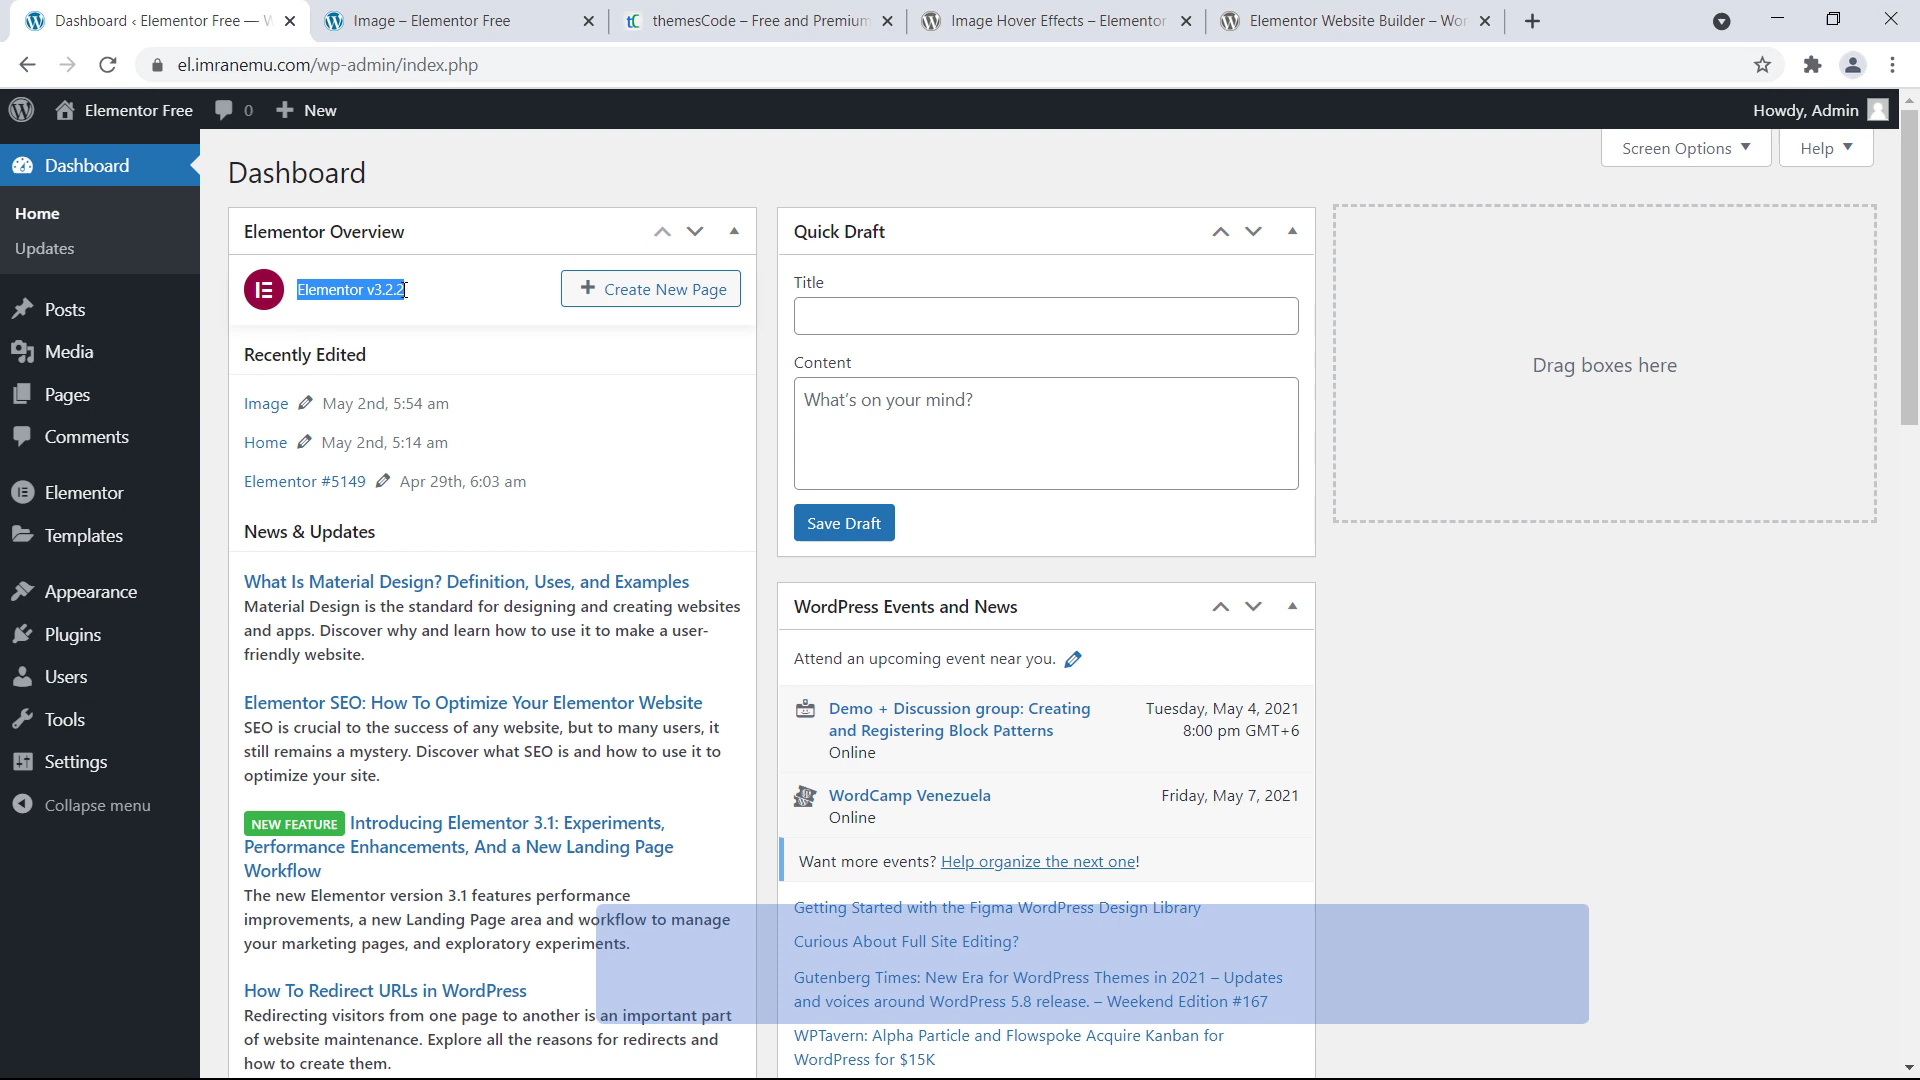 Dashboard ‹ Elementor Free — W
Image – Elementor Free
tC themesCode – Free and Premium
Image Hover Effects – Elementor
Elementor Website Builder – Wor
el.imranemu.com/wp-admin/index.php
Elementor Free
0
New
Howdy, Admin
Dashboard
Home
Updates
Posts
Media
Pages
Comments
Elementor
Templates
Appearance
Plugins
Users
Tools
Settings
Collapse menu
Screen Options
Help
Dashboard
Elementor Overview
Elementor v3.2.2
Create New Page
Recently Edited
Image May 2nd, 5:54 am
Home May 2nd, 5:14 am
Elementor #5149 Apr 29th, 6:03 am
News & Updates
What Is Material Design? Definition, Uses, and Examples
Material Design is the standard for designing and creating websites
and apps. Discover why and learn how to use it to make a user-
friendly website.
Elementor SEO: How To Optimize Your Elementor Website
SEO is crucial to the success of any website, but to many users, it
still remains a mystery. Discover what SEO is and how to use it to
optimize your site.
NEW FEATURE Introducing Elementor 3.1: Experiments,
Performance Enhancements, And a New Landing Page
Workflow
The new Elementor version 3.1 features performance
improvements, a new Landing Page area and workflow to manage
your marketing pages, and exploratory experiments.
How To Redirect URLs in WordPress
Redirecting visitors from one page to another is an important part
of website maintenance. Explore all the reasons for redirects and
how to create them.
Quick Draft
Title
Content
What's on your mind?
Save Draft
WordPress Events and News
Attend an upcoming event near you.
Demo + Discussion group: Creating
and Registering Block Patterns
Online
Tuesday, May 4, 2021
8:00 pm GMT+6
WordCamp Venezuela
Online
Friday, May 7, 2021
Want more events? Help organize the next one!
Getting Started with the Figma WordPress Design Library
Curious About Full Site Editing?
Gutenberg Times: New Era for WordPress Themes in 2021 – Updates
and voices around WordPress 5.8 release. – Weekend Edition #167
WPTavern: Alpha Particle and Flowspoke Acquire Kanban for
WordPress for $15K
Drag boxes here